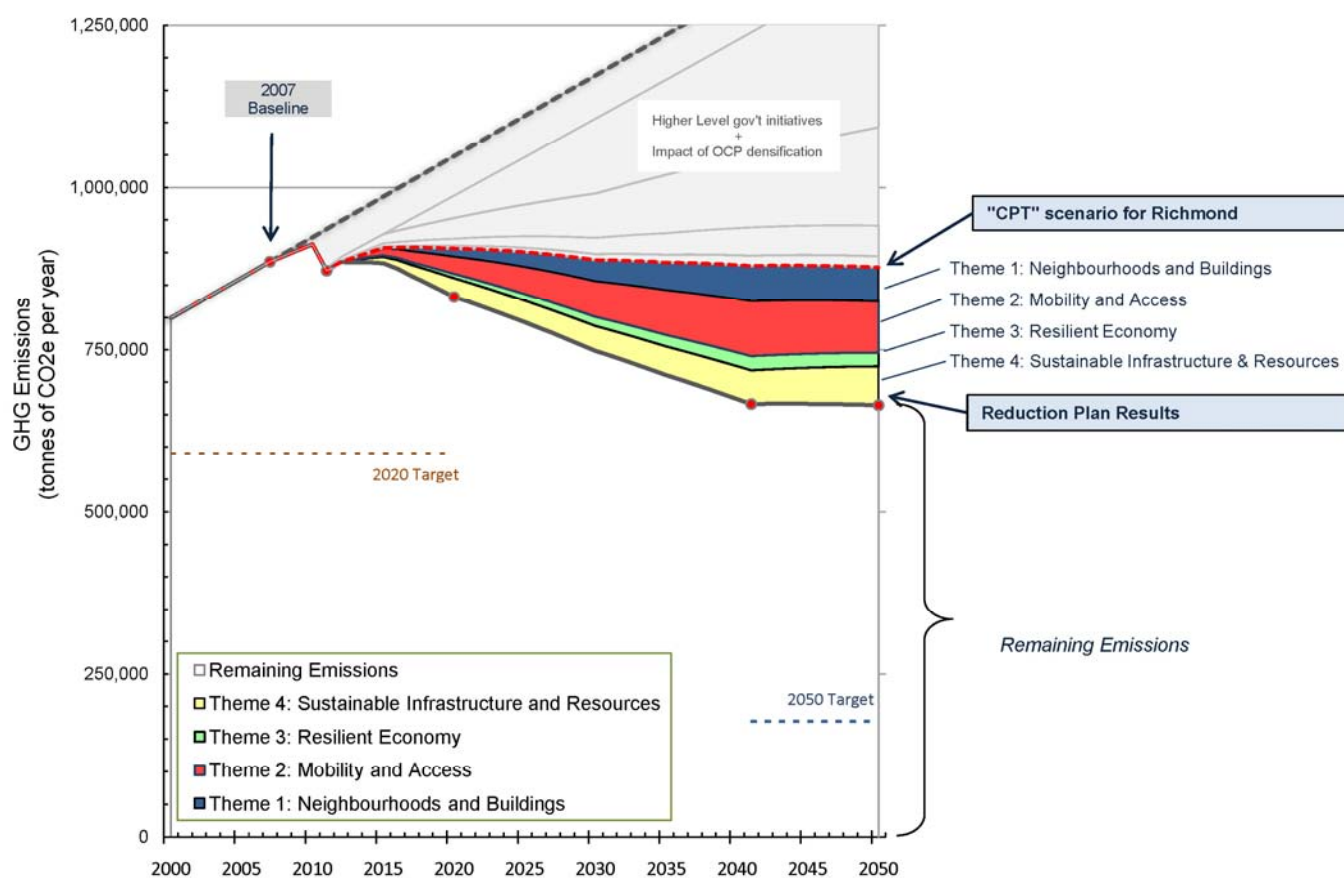 1,250,000
1,000,000
750,000
500,000
250,000
0
GHG Emissions
(tonnes of CO2e per year)
2007
Baseline
Higher Level gov't initiatives
+
Impact of OCP densification
"CPT" scenario for Richmond
Theme 1: Neighbourhoods and Buildings
Theme 2: Mobility and Access
Theme 3: Resilient Economy
Theme 4: Sustainable Infrastructure & Resources
Reduction Plan Results
2020 Target
Remaining Emissions
2050 Target
Remaining Emissions
Theme 4: Sustainable Infrastructure and Resources
Theme 3: Resilient Economy
Theme 2: Mobility and Access
Theme 1: Neighbourhoods and Buildings
2000 2005 2010 2015 2020 2025 2030 2035 2040 2045 2050